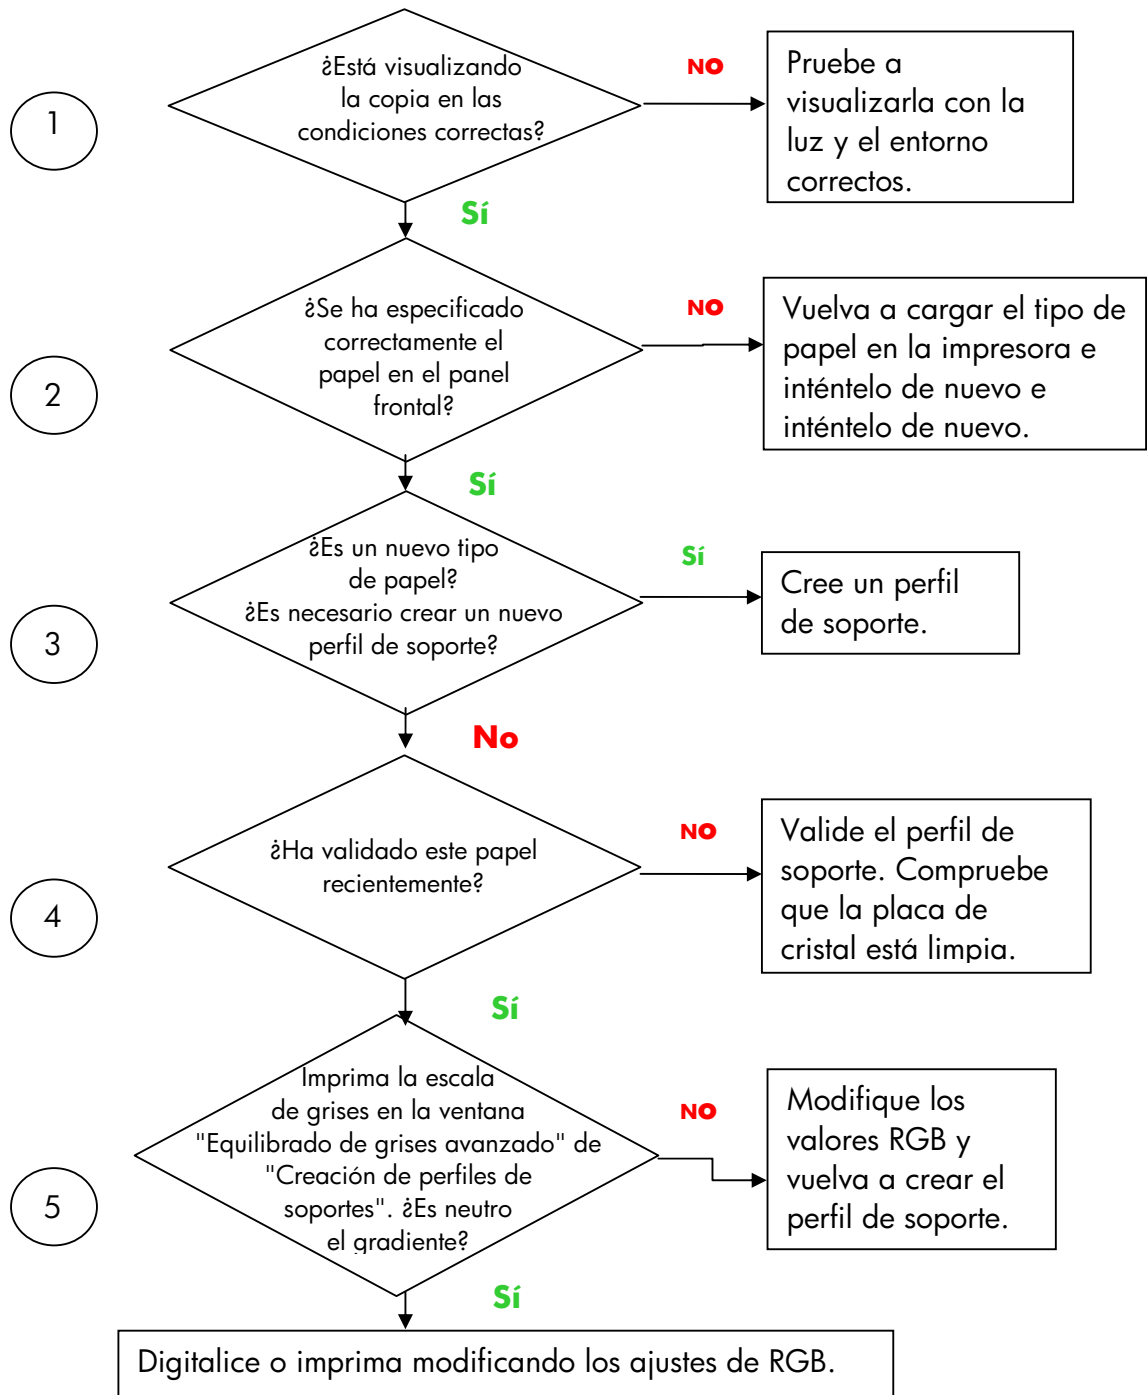 1
¿Está visualizando
la copia en las
condiciones correctas?
NO
Pruebe a
visualizarla con la
luz y el entorno
correctos.
Sí
2
¿Se ha especificado
correctamente el
papel en el panel
frontal?
NO
Vuelva a cargar el tipo de
papel en la impresora e
inténtelo de nuevo e
inténtelo de nuevo.
Sí
3
¿Es un nuevo tipo
de papel?
¿Es necesario crear un nuevo
perfil de soporte?
Sí
Cree un perfil
de soporte.
No
4
¿Ha validado este papel
recientemente?
NO
Valide el perfil de
soporte. Compruebe
que la placa de
cristal está limpia.
Sí
5
Imprima la escala
de grises en la ventana
"Equilibrado de grises avanzado" de
"Creación de perfiles de
soportes". ¿Es neutro
el gradiente?
NO
Modifique los
valores RGB y
vuelva a crear el
perfil de soporte.
Sí
Digitalice o imprima modificando los ajustes de RGB.